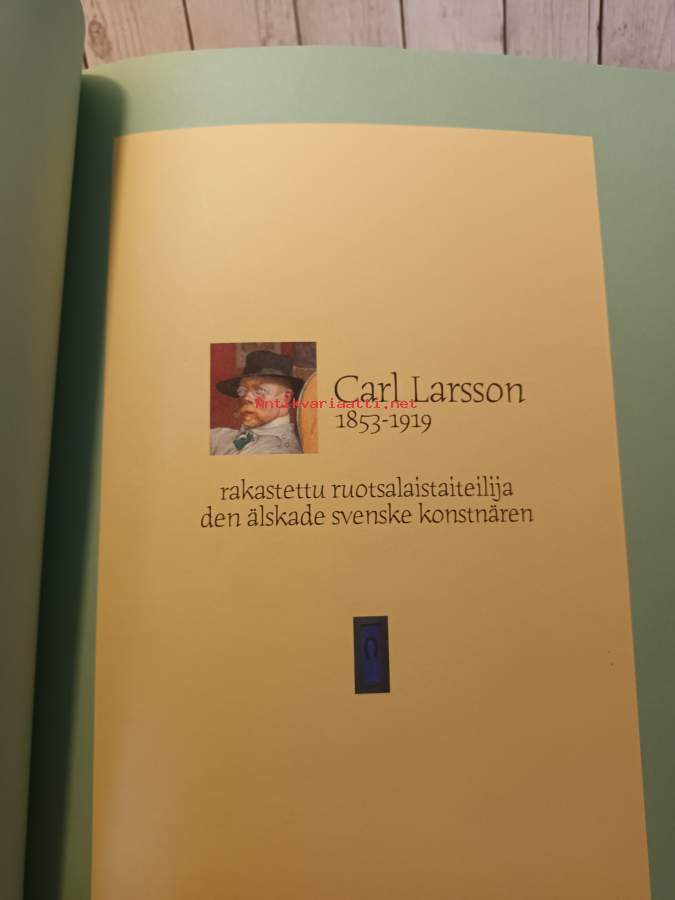 Carl Larsson
Antikvariaatti.net
1853-1919
rakastettu ruotsalaistaiteilija
den älskade svenske konstnären